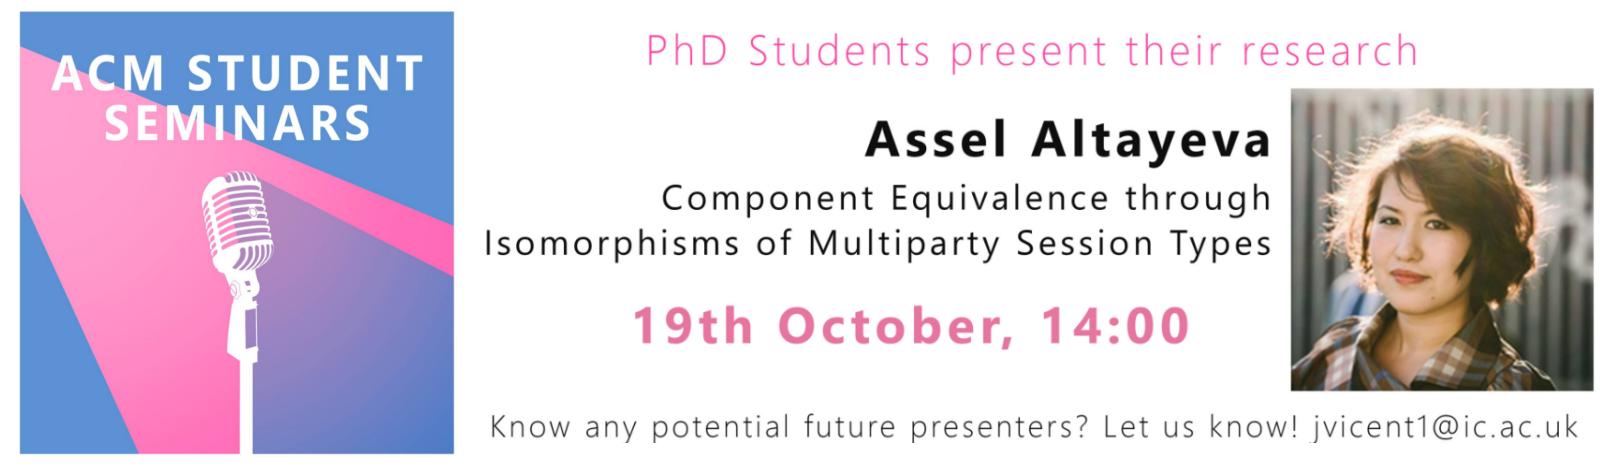 ACM STUDENT
SEMINARS
PhD Students present their research
Assel Altayeva
Component Equivalence through
Isomorphisms of Multiparty Session Types
19th October, 14:00
Know any potential future presenters? Let us know! jvicent1@ic.ac.uk